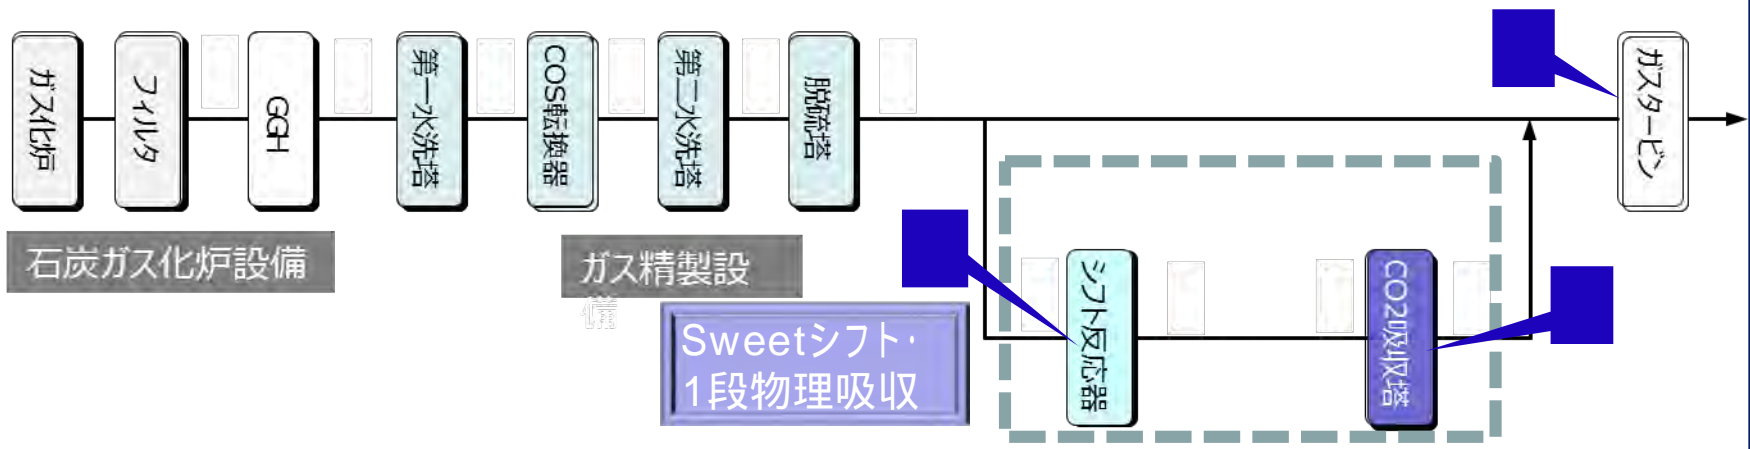 ガス化炉
フィルタ
GGH
第一水洗塔
COS転換器
第二水洗塔
脱硫塔
ガスタービン
石炭ガス化炉設備
ガス精製設
備
Sweetシフト・
1段物理吸収
シフト反応器
CO2吸収塔